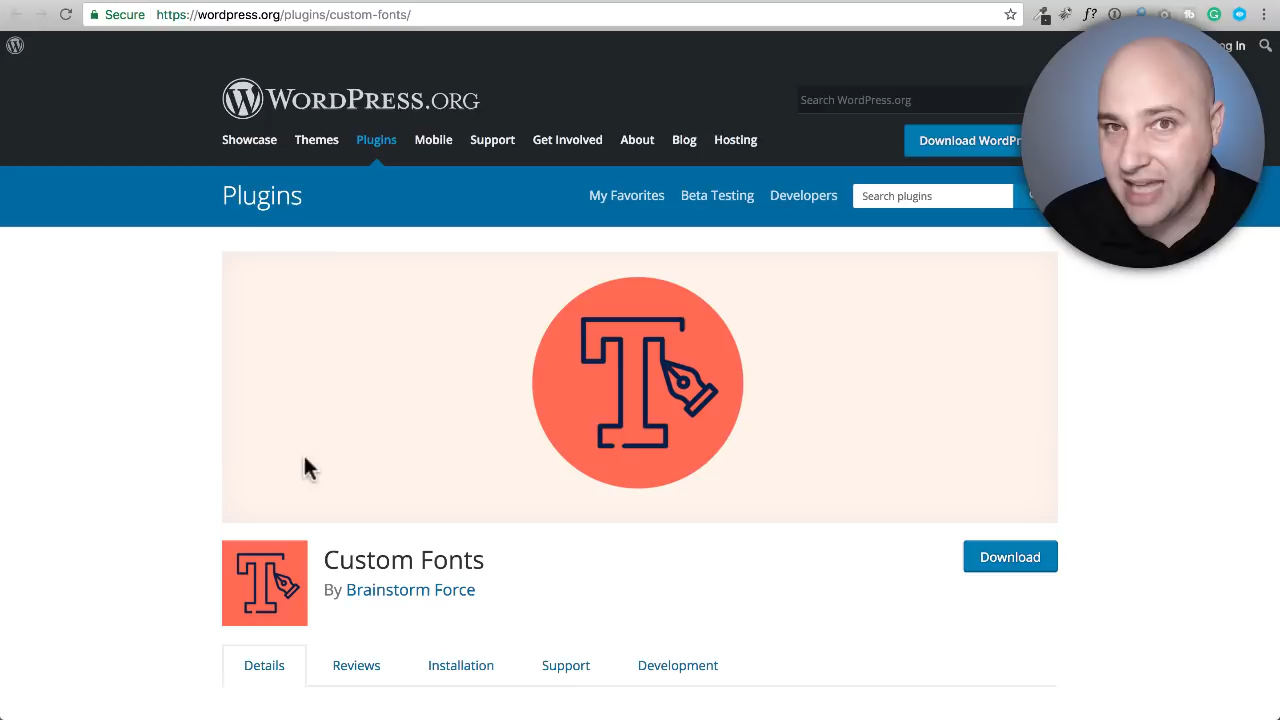 Secure https://wordpress.org/plugins/custom-fonts/
WORDPRESS.ORG
Search WordPress.org
Showcase Themes Plugins Mobile Support Get Involved About Blog Hosting
Download
Plugins
My Favorites Beta Testing Developers Search plugins
Custom Fonts
Download
By Brainstorm Force
Details Reviews Installation Support Development